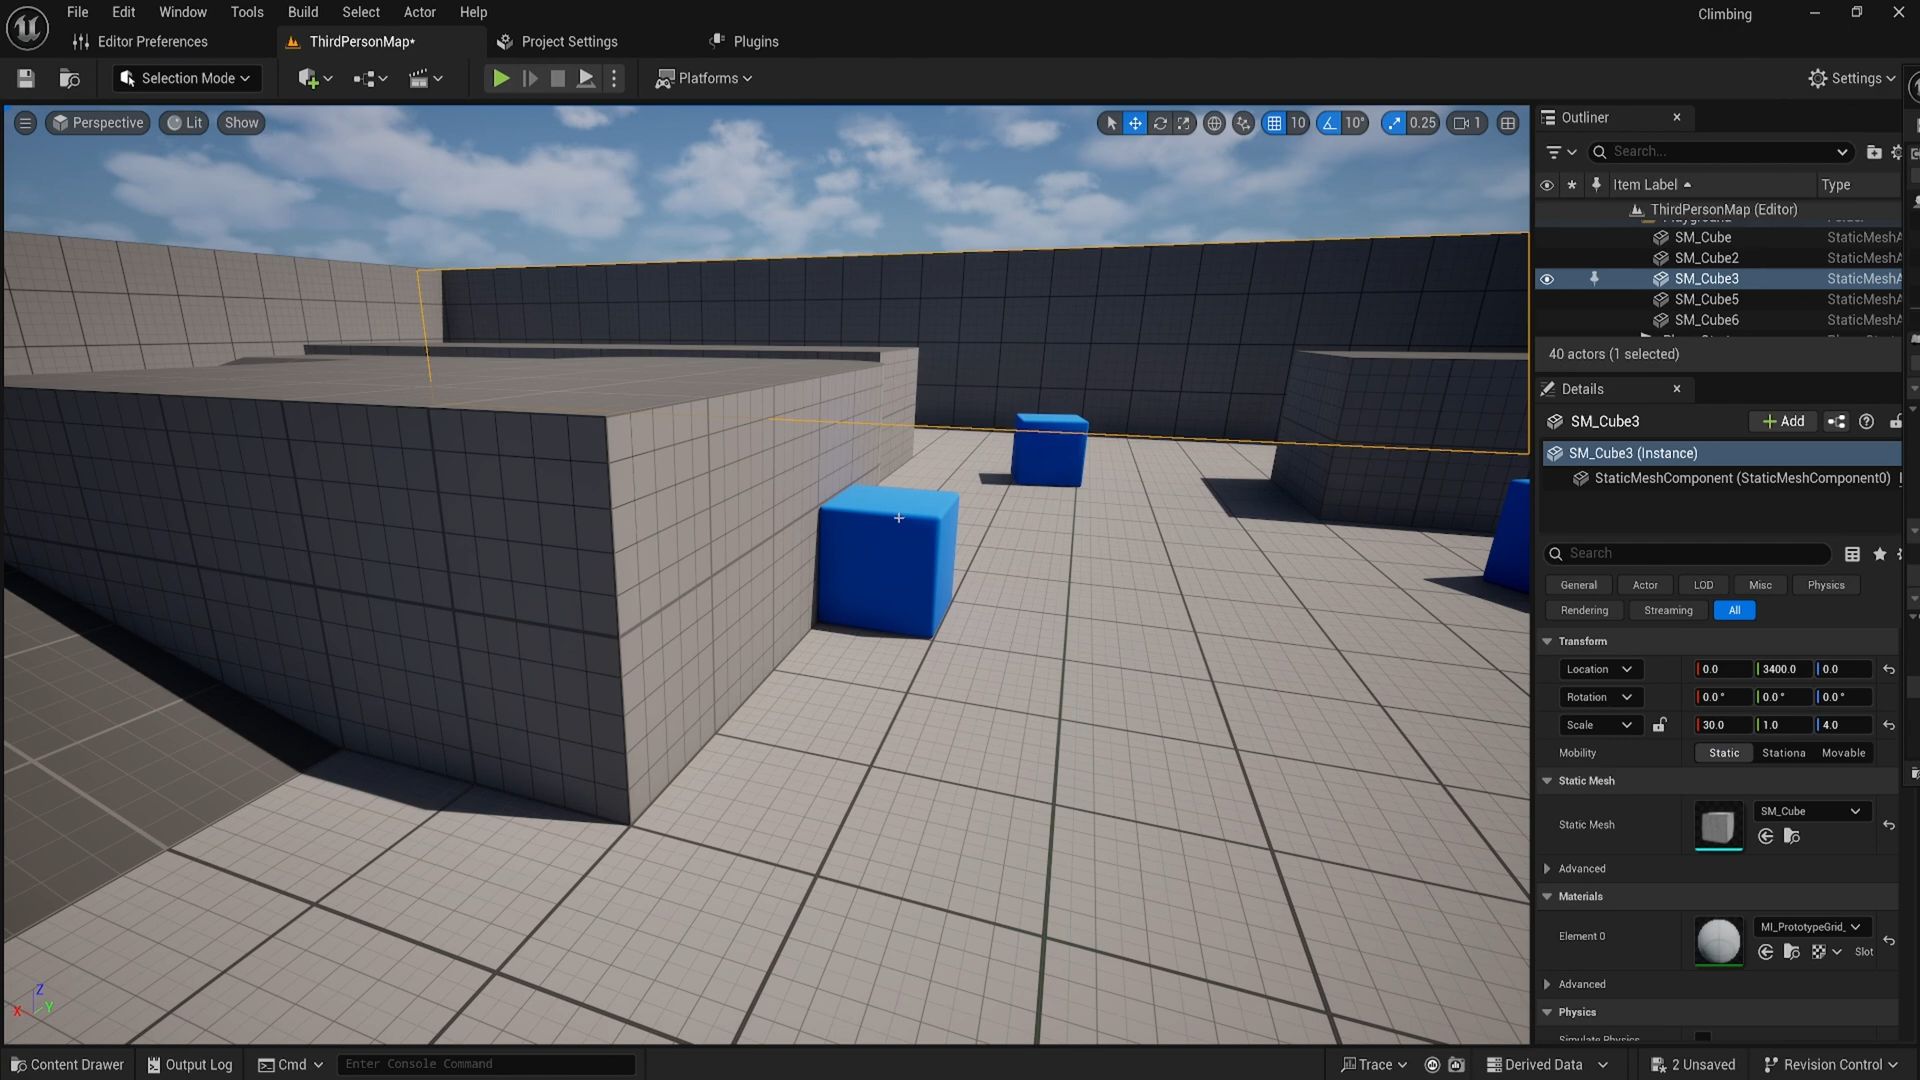 File Edit Window Tools Build Select Actor Help
Climbing
Editor Preferences
ThirdPersonMap*
Project Settings
Plugins
Selection Mode
Platforms
Settings
Perspective
Lit
Show
10
10°
0.25
1
Outliner
Search...
Item Label
Type
ThirdPersonMap (Editor)
SM_Cube StaticMeshA
SM_Cube2 StaticMeshA
SM_Cube3 StaticMeshA
SM_Cube5 StaticMeshA
SM_Cube6 StaticMeshA
40 actors (1 selected)
Details
SM_Cube3
Add
SM_Cube3 (Instance)
StaticMeshComponent (StaticMeshComponent0)
Search
General Actor LOD Misc Physics
Rendering Streaming All
Transform
Location 0.0 3400.0 0.0
Rotation 0.0° 0.0° 0.0°
Scale 30.0 1.0 4.0
Mobility Static Stationa Movable
Static Mesh
SM_Cube
Static Mesh
Advanced
Materials
MI_PrototypeGrid_
Element 0
Slot
Advanced
Physics
Z
X Y
Content Drawer
Output Log
Cmd
Enter Console Command
Trace
Derived Data
2 Unsaved
Revision Control